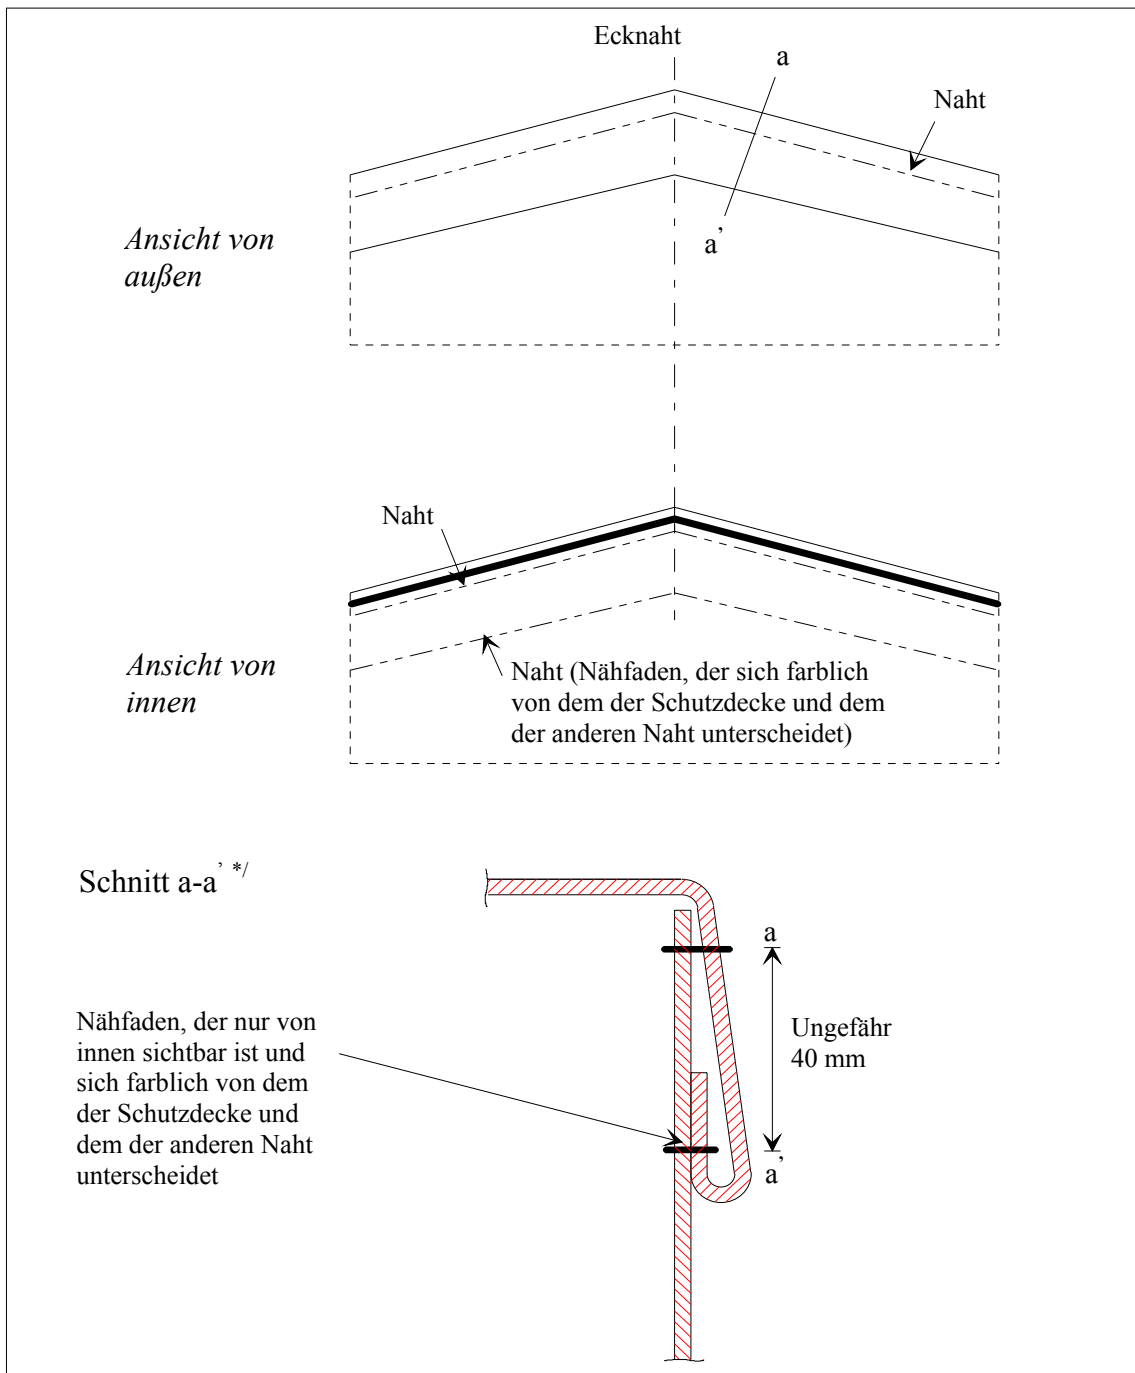 Ecknaht
a
Naht
a’
Ansicht von
außen
Naht
Ansicht von
innen
Naht (Nähfaden, der sich farblich
von dem der Schutzdecke und dem
der anderen Naht unterscheidet)
Schnitt a-a’ */
a
Ungefähr
40 mm
a’
Nähfaden, der nur von
innen sichtbar ist und
sich farblich von dem
der Schutzdecke und
dem der anderen Naht
unterscheidet